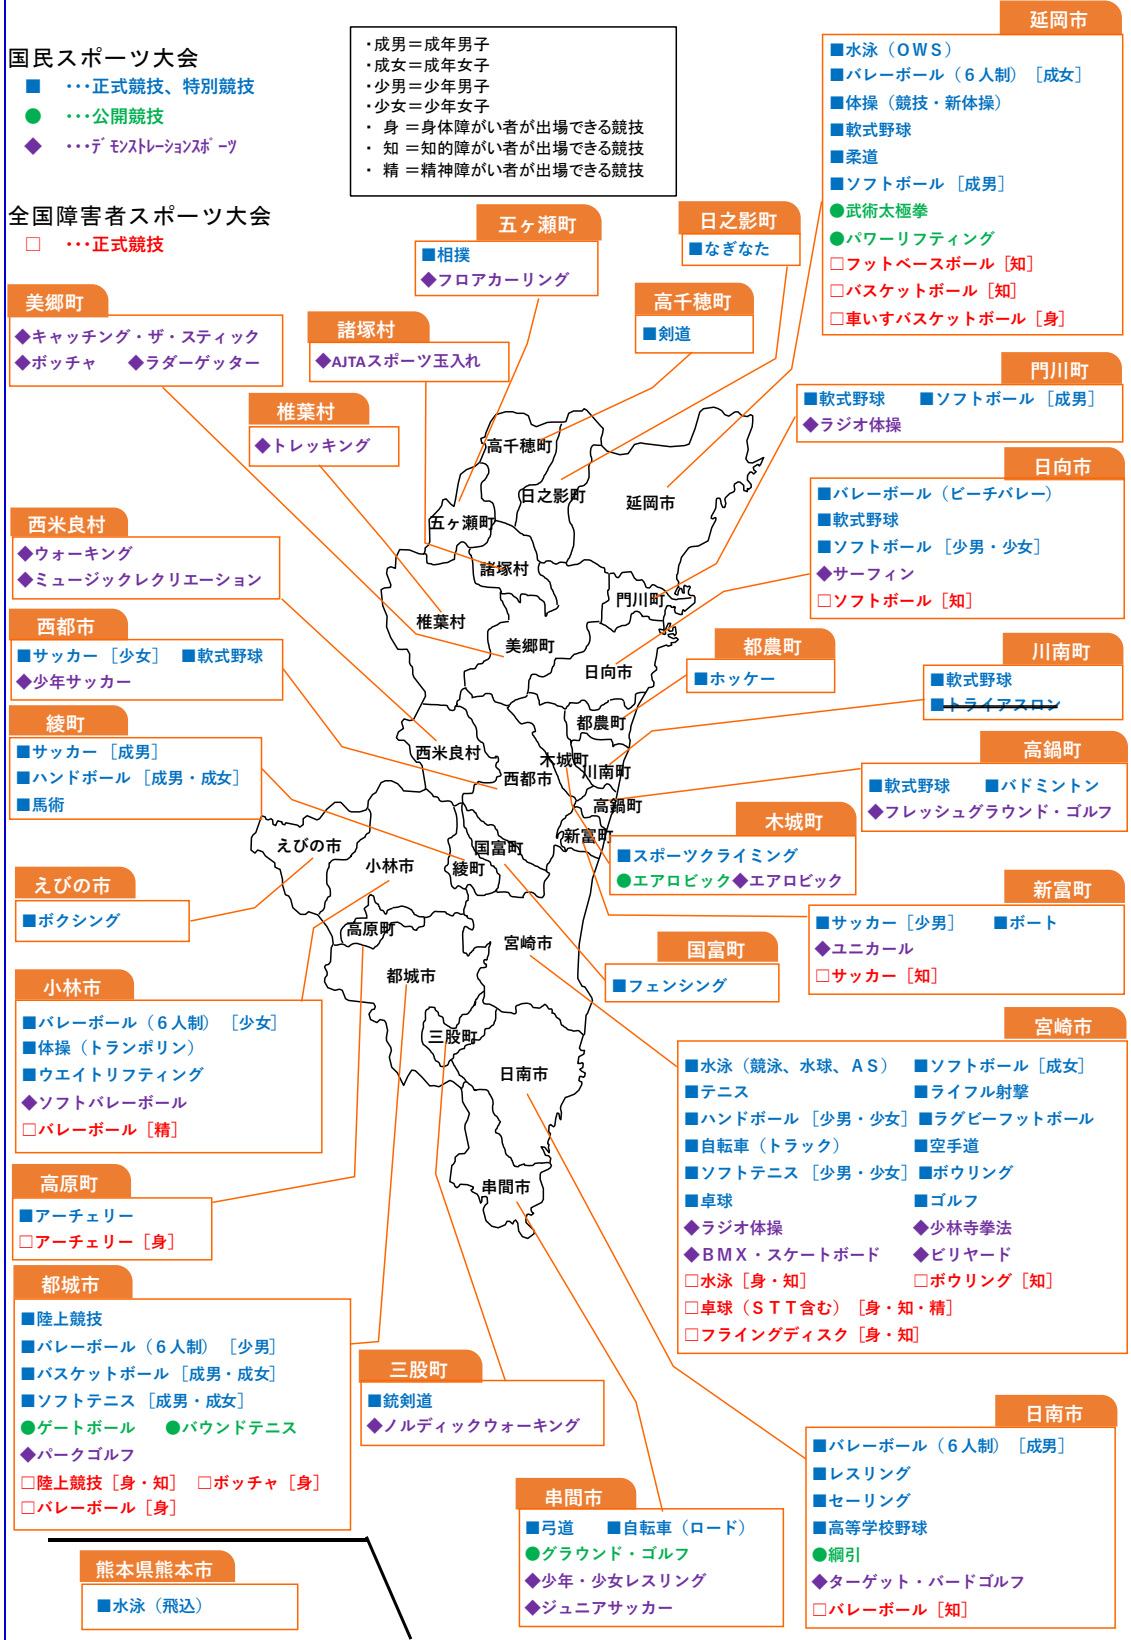 国民スポーツ大会
■ ･･･正式競技、特別競技
● ･･･公開競技
◆ ･･･ﾃﾞﾓﾝｽﾄﾚｰｼｮﾝｽﾎﾟｰﾂ
全国障害者スポーツ大会
□ ･･･正式競技
・成男＝成年男子
・成女＝成年女子
・少男＝少年男子
・少女＝少年女子
・ 身 ＝身体障がい者が出場できる競技
・ 知 ＝知的障がい者が出場できる競技
・ 精 ＝精神障がい者が出場できる競技
延岡市
■水泳（ＯＷＳ）
■バレーボール（６人制）［成女］
■体操（競技・新体操）
■軟式野球
■柔道
■ソフトボール ［成男］
●武術太極拳
●パワーリフティング
□フットベースボール［知］
□バスケットボール［知］
□車いすバスケットボール［身］
五ヶ瀬町
■相撲
◆フロアカーリング
日之影町
■なぎなた
高千穂町
■剣道
美郷町
◆キャッチング・ザ・スティック
◆ボッチャ ◆ラダーゲッター
諸塚村
◆AJTAスポーツ玉入れ
椎葉村
◆トレッキング
門川町
■軟式野球 ■ソフトボール ［成男］
◆ラジオ体操
日向市
■バレーボール（ビーチバレー）
■軟式野球
■ソフトボール ［少男・少女］
◆サーフィン
□ソフトボール［知］
西米良村
◆ウォーキング
◆ミュージックレクリエーション
西都市
■サッカー ［少女］ ■軟式野球
◆少年サッカー
都農町
■ホッケー
川南町
■軟式野球
■トライアスロン
綾町
■サッカー ［成男］
■ハンドボール ［成男・成女］
■馬術
高鍋町
■軟式野球 ■バドミントン
◆フレッシュグラウンド・ゴルフ
木城町
■スポーツクライミング
●エアロビック◆エアロビック
えびの市
■ボクシング
新富町
■サッカー［少男］ ■ボート
◆ユニカール
□サッカー［知］
国富町
■フェンシング
小林市
■バレーボール（６人制）［少女］
■体操（トランポリン）
■ウエイトリフティング
◆ソフトバレーボール
□バレーボール［精］
宮崎市
■水泳（競泳、水球、ＡＳ） ■ソフトボール［成女］
■テニス ■ライフル射撃
■ハンドボール ［少男・少女］ ■ラグビーフットボール
■自転車（トラック） ■空手道
■ソフトテニス ［少男・少女］ ■ボウリング
■卓球 ■ゴルフ
◆ラジオ体操 ◆少林寺拳法
◆ＢＭＸ・スケートボード ◆ビリヤード
□水泳［身・知］ □ボウリング［知］
□卓球（ＳＴＴ含む）［身・知・精］
□フライングディスク［身・知］
高原町
■アーチェリー
□アーチェリー［身］
都城市
■陸上競技
■バレーボール（６人制）［少男］
■バスケットボール ［成男・成女］
■ソフトテニス ［成男・成女］
●ゲートボール ●バウンドテニス
◆パークゴルフ
□陸上競技［身・知］ □ボッチャ［身］
□バレーボール［身］
三股町
■銃剣道
◆ノルディックウォーキング
串間市
■弓道 ■自転車（ロード）
●グラウンド・ゴルフ
◆少年・少女レスリング
◆ジュニアサッカー
日南市
■バレーボール（６人制）［成男］
■レスリング
■セーリング
■高等学校野球
●綱引
◆ターゲット・バードゴルフ
□バレーボール［知］
熊本県熊本市
■水泳（飛込）
高千穂町
日之影町
延岡市
五ヶ瀬町
諸塚村
門川町
椎葉村
美郷町
日向市
都農町
西米良村
木城町
西都市
川南町
高鍋町
新富町
えびの市
国富町
小林市
綾町
高原町
宮崎市
都城市
三股町
日南市
串間市